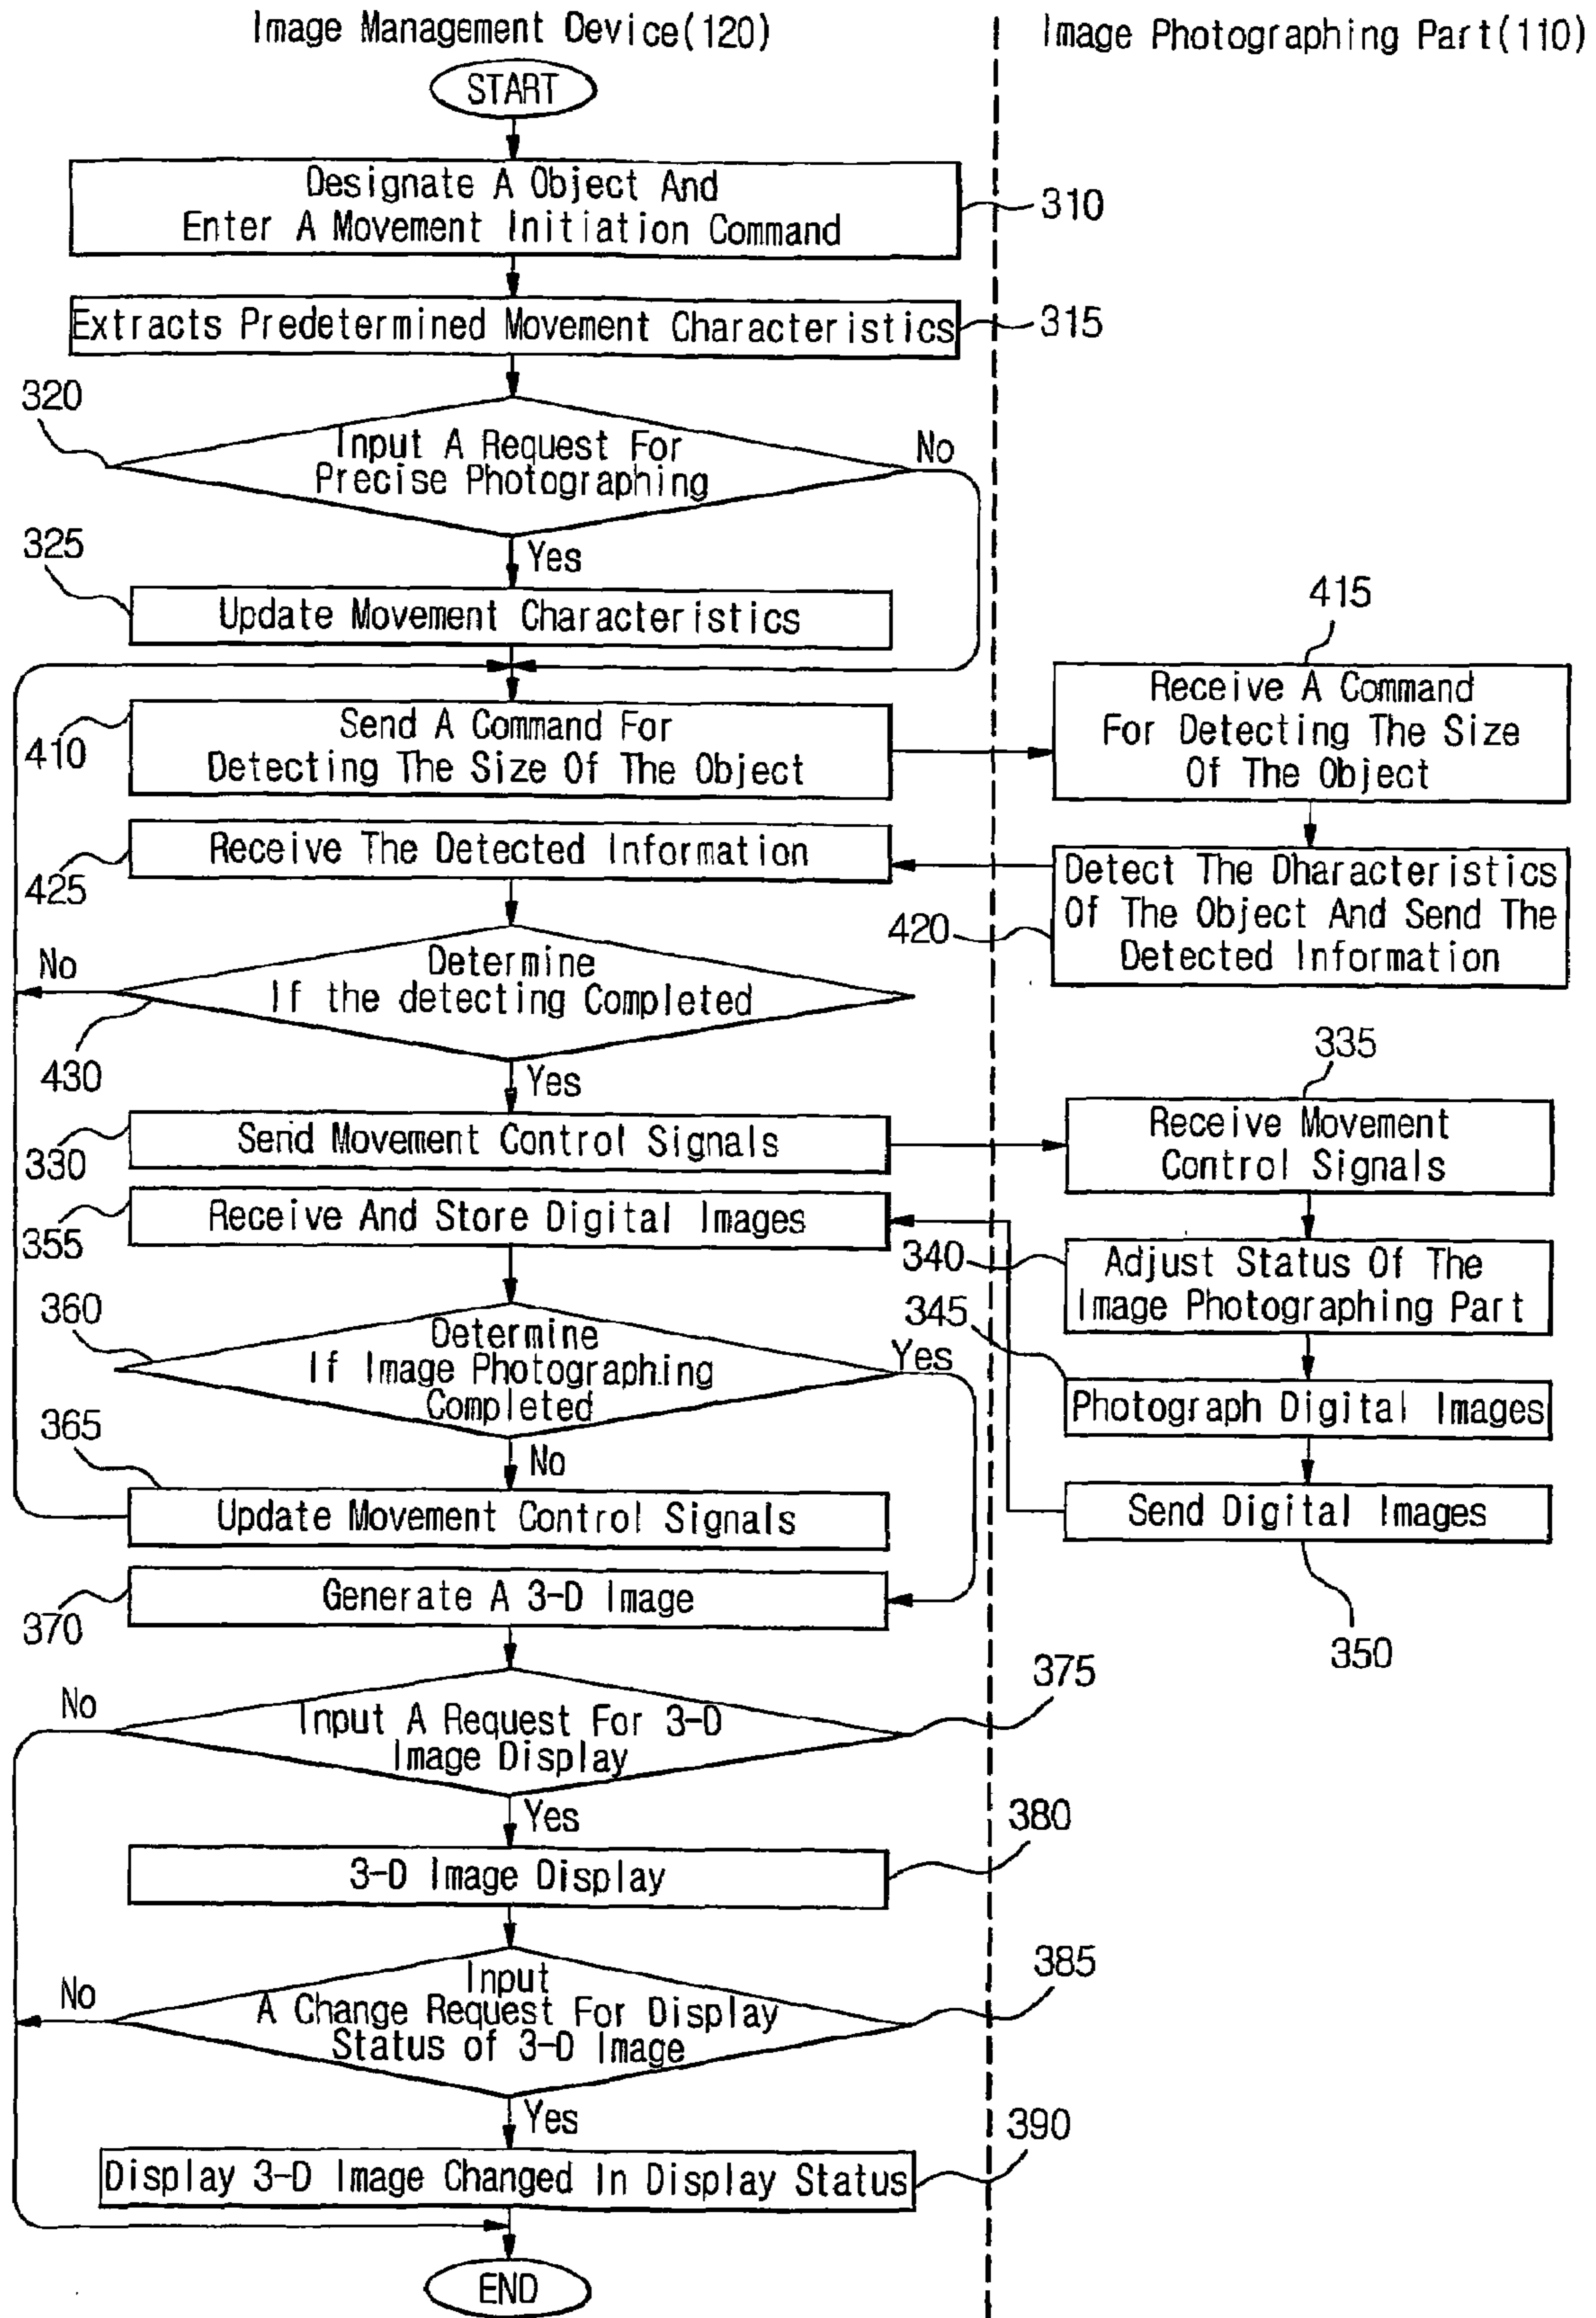 Image Management Device(120)
Image Photographing Part(110)
START
Designate A Object And
Enter A Movement Initiation Command
310
Extracts Predetermined Movement Characteristics
315
320
Input A Request For
Precise Photographing
No
Yes
325
Update Movement Characteristics
410
Send A Command For
Detecting The Size Of The Object
415
Receive A Command
For Detecting The Size
Of The Object
425
Receive The Detected Information
420
Detect The Dharacteristics
Of The Object And Send The
Detected Information
No
Determine
If the detecting Completed
430
Yes
330
Send Movement Control Signals
335
Receive Movement
Control Signals
355
Receive And Store Digital Images
340
Adjust Status Of The
Image Photographing Part
360
Determine
If Image Photographing
Completed
Yes
345
Photograph Digital Images
No
365
Update Movement Control Signals
Send Digital Images
350
370
Generate A 3-D Image
No
Input A Request For 3-D
Image Display
375
Yes
3-D Image Display
380
No
Input
A Change Request For Display
Status of 3-D Image
385
Yes
Display 3-D Image Changed In Display Status
390
END